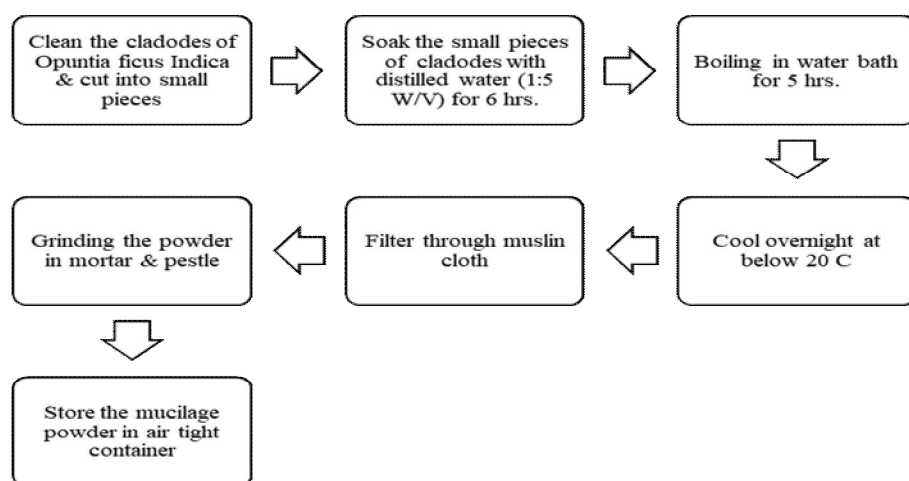 Clean the cladodes of
Opuntia ficus Indica
& cut into small
pieces
Soak the small pieces
of cladodes with
distilled water (1:5
W/V) for 6 hrs.
Boiling in water bath
for 5 hrs.
Cool overnight at
below 20 C
Filter through muslin
cloth
Grinding the powder
in mortar & pestle
Store the mucilage
powder in air tight
container